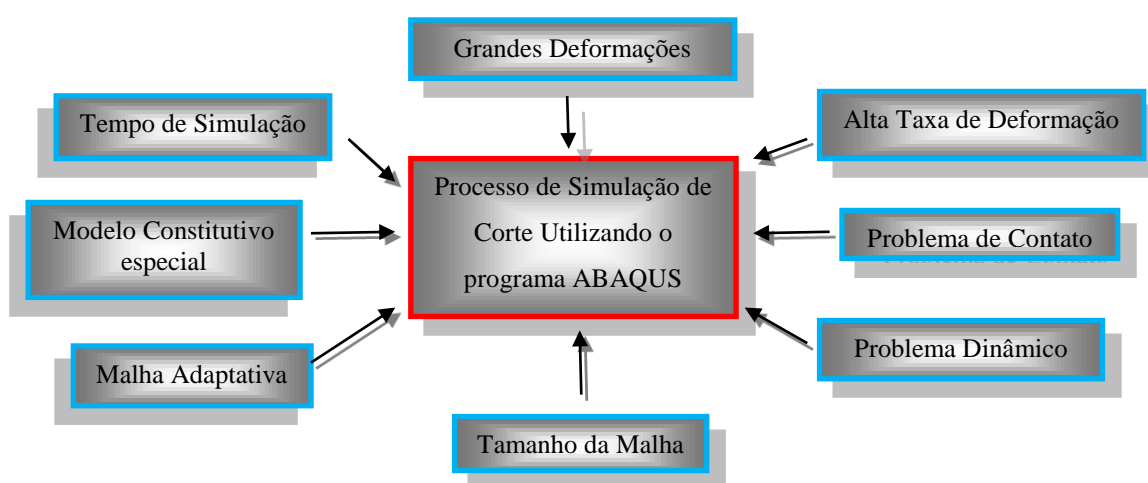 Grandes Deformações
Tempo de Simulação
Alta Taxa de Deformação
Processo de Simulação de
Corte Utilizando o
programa ABAQUS
Modelo Constitutivo
especial
Problema de Contato
Malha Adaptativa
Problema Dinâmico
Tamanho da Malha